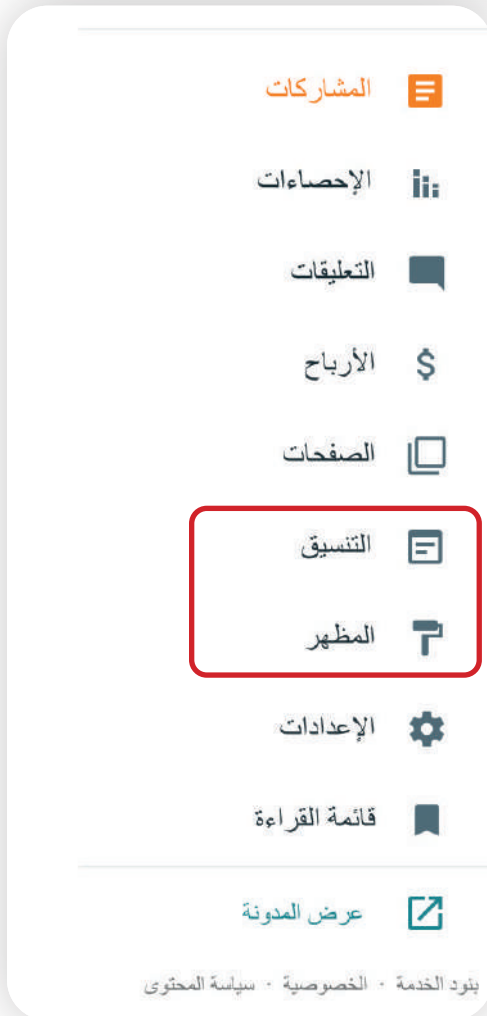 المشاركات
الإحصاءات
التعليقات
الأرباح
الصفحات
التنسيق
المظهر
الإعدادات
قائمة القراءة
عرض المدونة
بنود الخدمة · الخصوصية · سياسة المحتوى